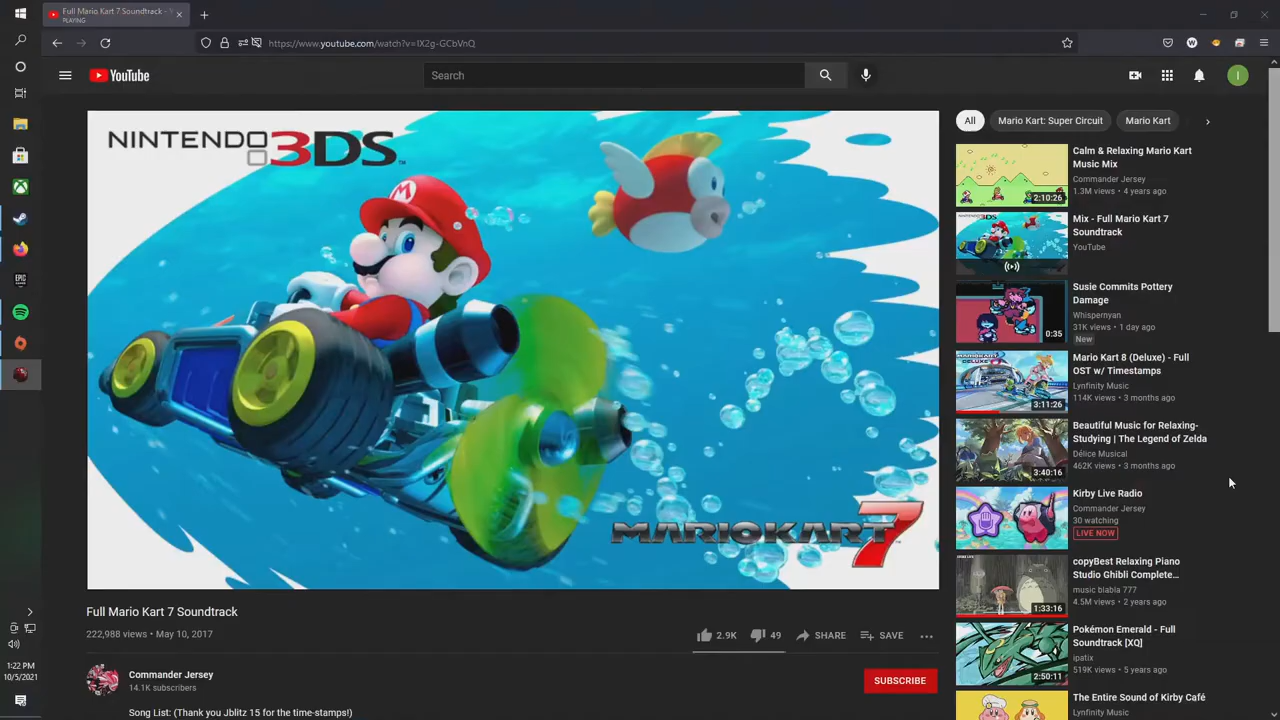 Full Mario Kart 7 Soundtrack -
PLAYING
https://www.youtube.com/watch?v=IX2g-GCbVnQ
YouTube
Search
I
NINTENDO 3DS
M
MARIOKART 7
All
Mario Kart: Super Circuit
Mario Kart
Calm & Relaxing Mario Kart
Music Mix
Commander Jersey
1.3M views • 4 years ago
2:10:26
Mix - Full Mario Kart 7
Soundtrack
YouTube
Susie Commits Pottery
Damage
Whispernyan
31K views • 1 day ago
New
0:35
Mario Kart 8 (Deluxe) - Full
OST w/ Timestamps
Lynfinity Music
114K views • 3 months ago
3:11:26
Beautiful Music for Relaxing-
Studying | The Legend of Zelda
Délice Musical
462K views • 3 months ago
3:40:16
Kirby Live Radio
Commander Jersey
30 watching
LIVE NOW
copyBest Relaxing Piano
Studio Ghibli Complete...
music blabla 777
4.5M views • 2 years ago
1:33:16
Pokémon Emerald - Full
Soundtrack [XQ]
ipatix
519K views • 5 years ago
2:50:11
The Entire Sound of Kirby Café
Lynfinity Music
Full Mario Kart 7 Soundtrack
222,988 views • May 10, 2017
2.9K
49
SHARE
SAVE
Commander Jersey
14.1K subscribers
SUBSCRIBE
Song List: (Thank you Jblitz 15 for the time-stamps!)
EPIC
1:22 PM
10/5/2021